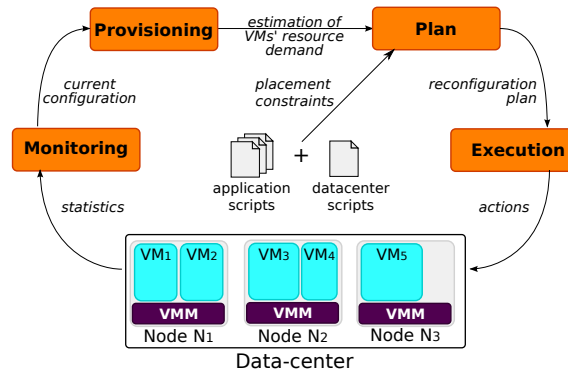 Provisioning
estimation of
VMs' resource
demand
Plan
current
configuration
placement
constraints
reconfiguration
plan
Monitoring
Execution
+
application
scripts
datacenter
scripts
statistics
actions
VM1 VM2 VM3 VM4 VM5
VMM VMM VMM
Node N1 Node N2 Node N3
Data-center